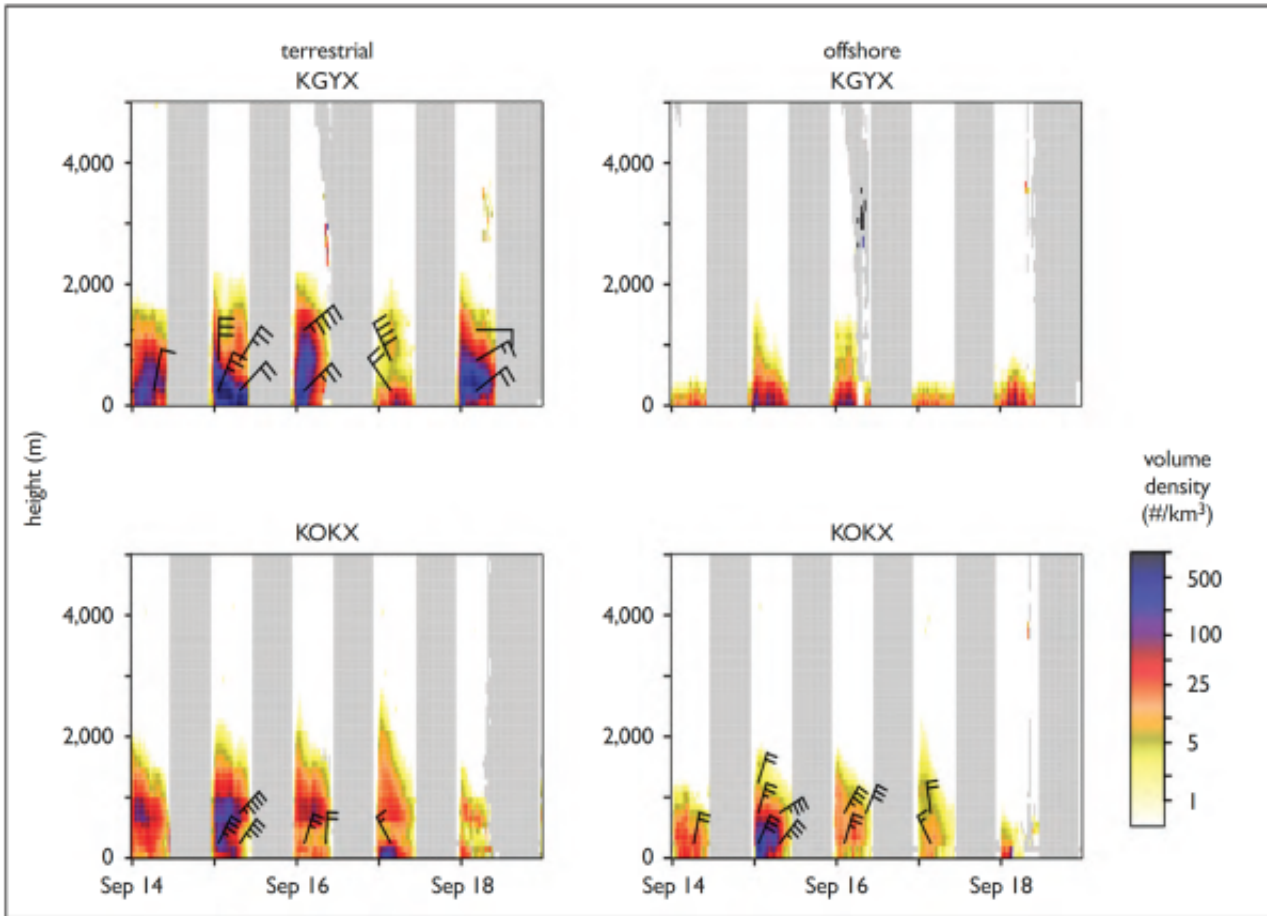 terrestrial
KGYX
offshore
KGYX
4,000
2,000
0
4,000
2,000
0
height (m)
KOKX
KOKX
4,000
2,000
0
4,000
2,000
0
Sep 14
Sep 16
Sep 18
Sep 14
Sep 16
Sep 18
volume
density
(#/km³)
500
100
25
5
1